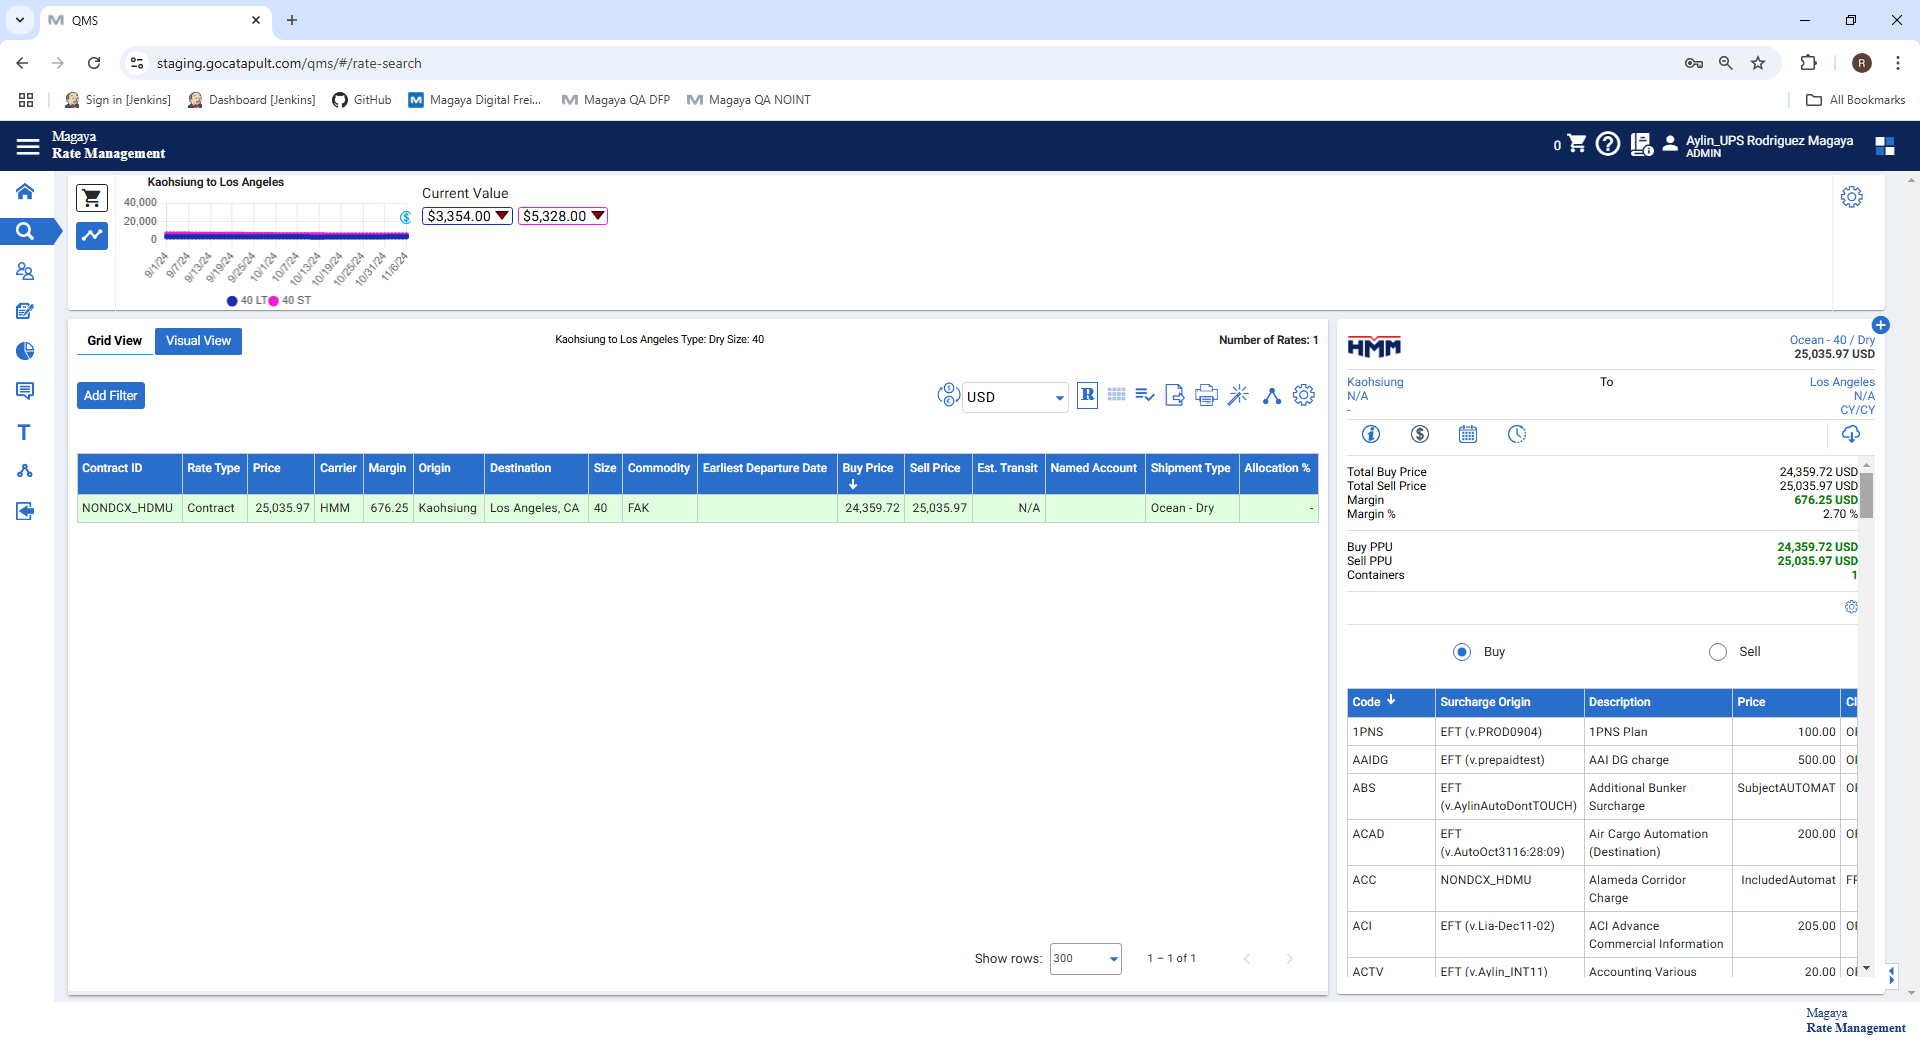 QMS
staging.gocatapult.com/qms/#/rate-search
R
Sign in [Jenkins]
Dashboard [Jenkins]
GitHub
Magaya Digital Frei...
Magaya QA DFP
Magaya QA NOINT
All Bookmarks
Magaya
Rate Management
0
Aylin_UPS Rodriguez Magaya
ADMIN
Kaohsiung to Los Angeles
40,000
20,000
0
9/1/24
9/7/24
9/13/24
9/19/24
9/25/24
10/1/24
10/7/24
10/13/24
10/19/24
10/25/24
10/31/24
11/6/24
40 LT
40 ST
Current Value
$3,354.00
$5,328.00
Grid View
Visual View
Kaohsiung to Los Angeles Type: Dry Size: 40
Number of Rates: 1
Add Filter
USD
R
Contract ID Rate Type Price Carrier Margin Origin Destination Size Commodity Earliest Departure Date Buy Price Sell Price Est. Transit Named Account Shipment Type Allocation %
NONDCX_HDMU Contract 25,035.97 HMM 676.25 Kaohsiung Los Angeles, CA 40 FAK 24,359.72 25,035.97 N/A Ocean - Dry -
Show rows:
300
1 – 1 of 1
HMM
Ocean - 40 / Dry
25,035.97 USD
Kaohsiung To Los Angeles
N/A N/A
- CY/CY
Total Buy Price 24,359.72 USD
Total Sell Price 25,035.97 USD
Margin 676.25 USD
Margin % 2.70 %
Buy PPU 24,359.72 USD
Sell PPU 25,035.97 USD
Containers 1
Buy
Sell
Code Surcharge Origin Description Price Cl
1PNS EFT (v.PROD0904) 1PNS Plan 100.00
AAIDG EFT (v.prepaidtest) AAI DG charge 500.00
ABS EFT (v.AylinAutoDontTOUCH) Additional Bunker Surcharge SubjectAUTOMAT
ACAD EFT (v.AutoOct3116:28:09) Air Cargo Automation (Destination) 200.00
ACC NONDCX_HDMU Alameda Corridor Charge IncludedAutomat
ACI EFT (v.Lia-Dec11-02) ACI Advance Commercial Information 205.00
ACTV EFT (v.Aylin_INT11) Accounting Various 20.00
Magaya
Rate Management